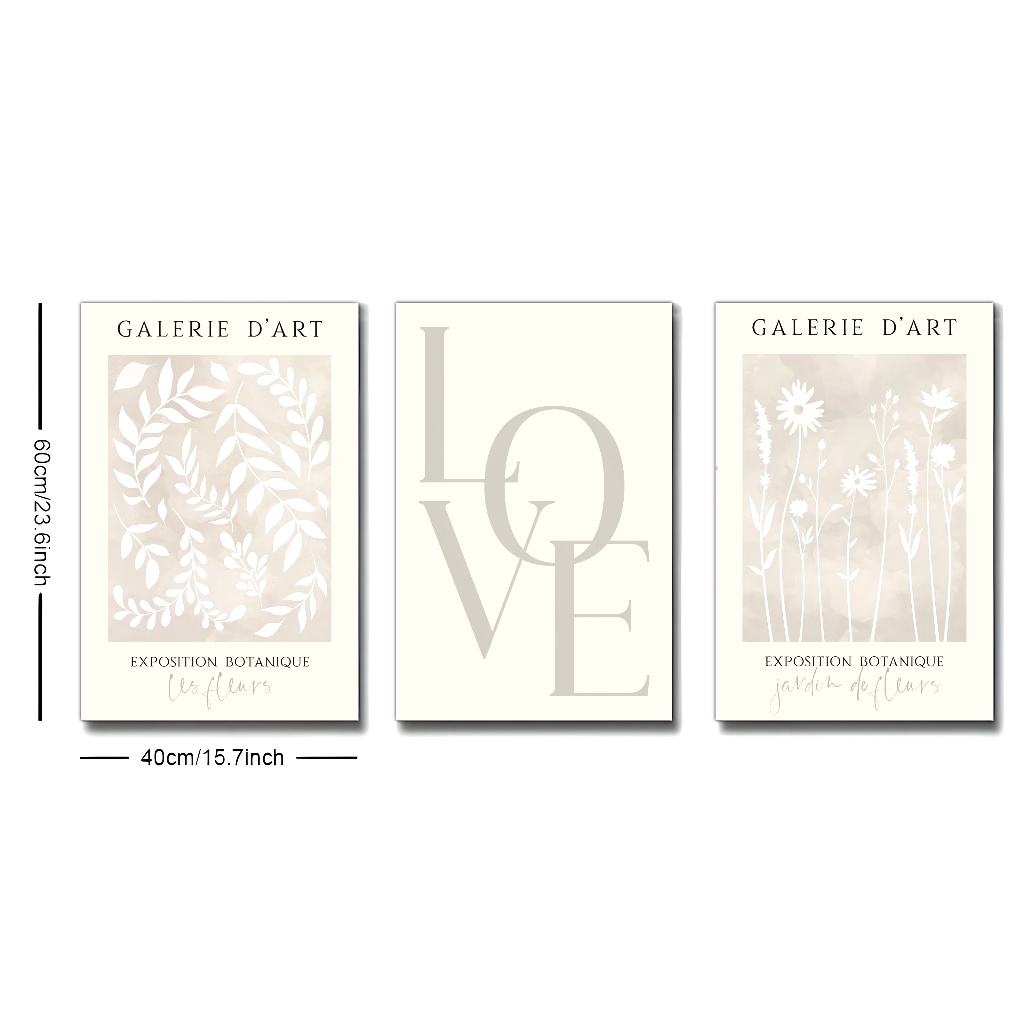 GALERIE D'ART
EXPOSITION BOTANIQUE
les fleurs
LOVE
GALERIE D'ART
EXPOSITION BOTANIQUE
jardin de fleurs
60cm/23.6inch
40cm/15.7inch